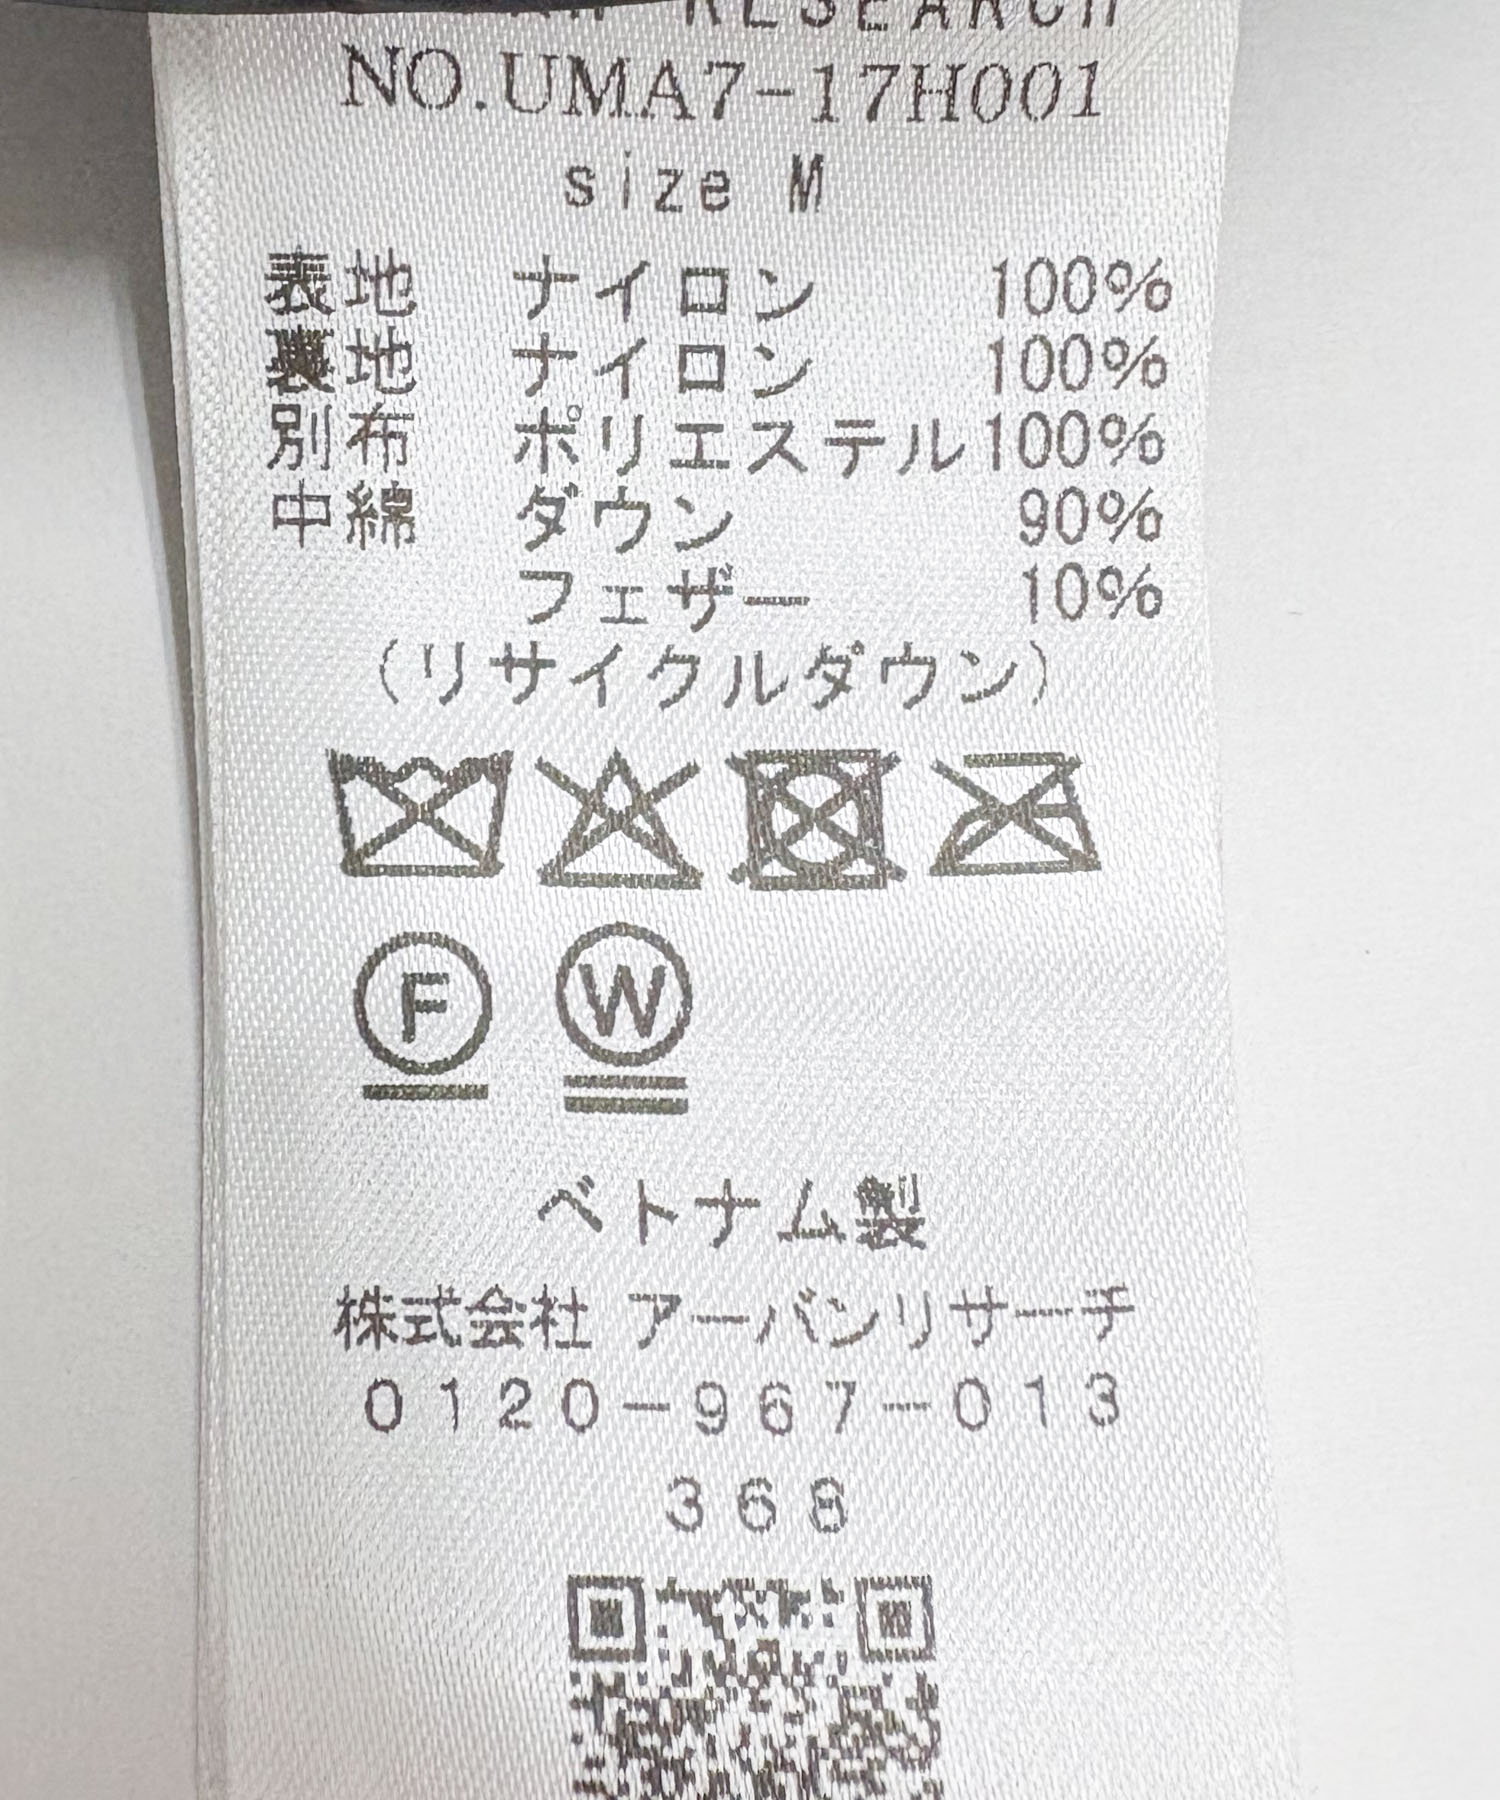 RESEARCH
NO.UMA7-17H001
size M
表地 ナイロン 100%
裏地 ナイロン 100%
別布 ポリエステル100%
中綿 ダウン 90%
フェザー 10%
(リサイクルダウン)
F W
ベトナム製
株式会社 アーバンリサーチ
0120-967-013
368